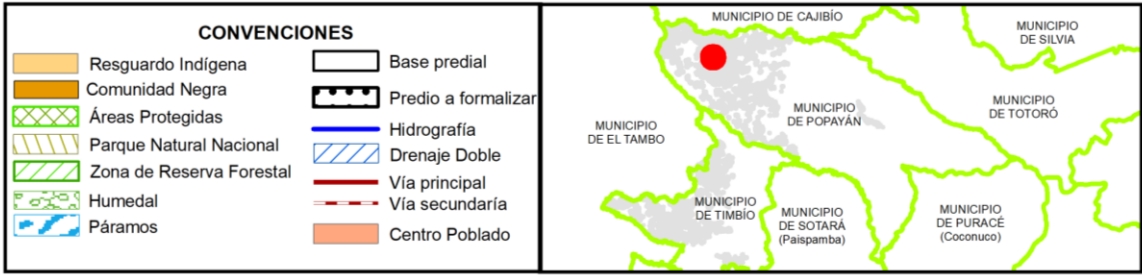 CONVENCIONES
Resguardo Indígena
Comunidad Negra
Áreas Protegidas
Parque Natural Nacional
Zona de Reserva Forestal
Humedal
Páramos
Base predial
Predio a formalizar
Hidrografía
Drenaje Doble
Vía principal
Vía secundaría
Centro Poblado
MUNICIPIO DE CAJIBÍO
MUNICIPIO
DE SILVIA
MUNICIPIO
DE POPAYÁN
MUNICIPIO
DE TOTORÓ
MUNICIPIO
DE EL TAMBO
MUNICIPIO
DE TIMBÍO
MUNICIPIO
DE SOTARÁ
(Paispamba)
MUNICIPIO
DE PURACÉ
(Coconuco)